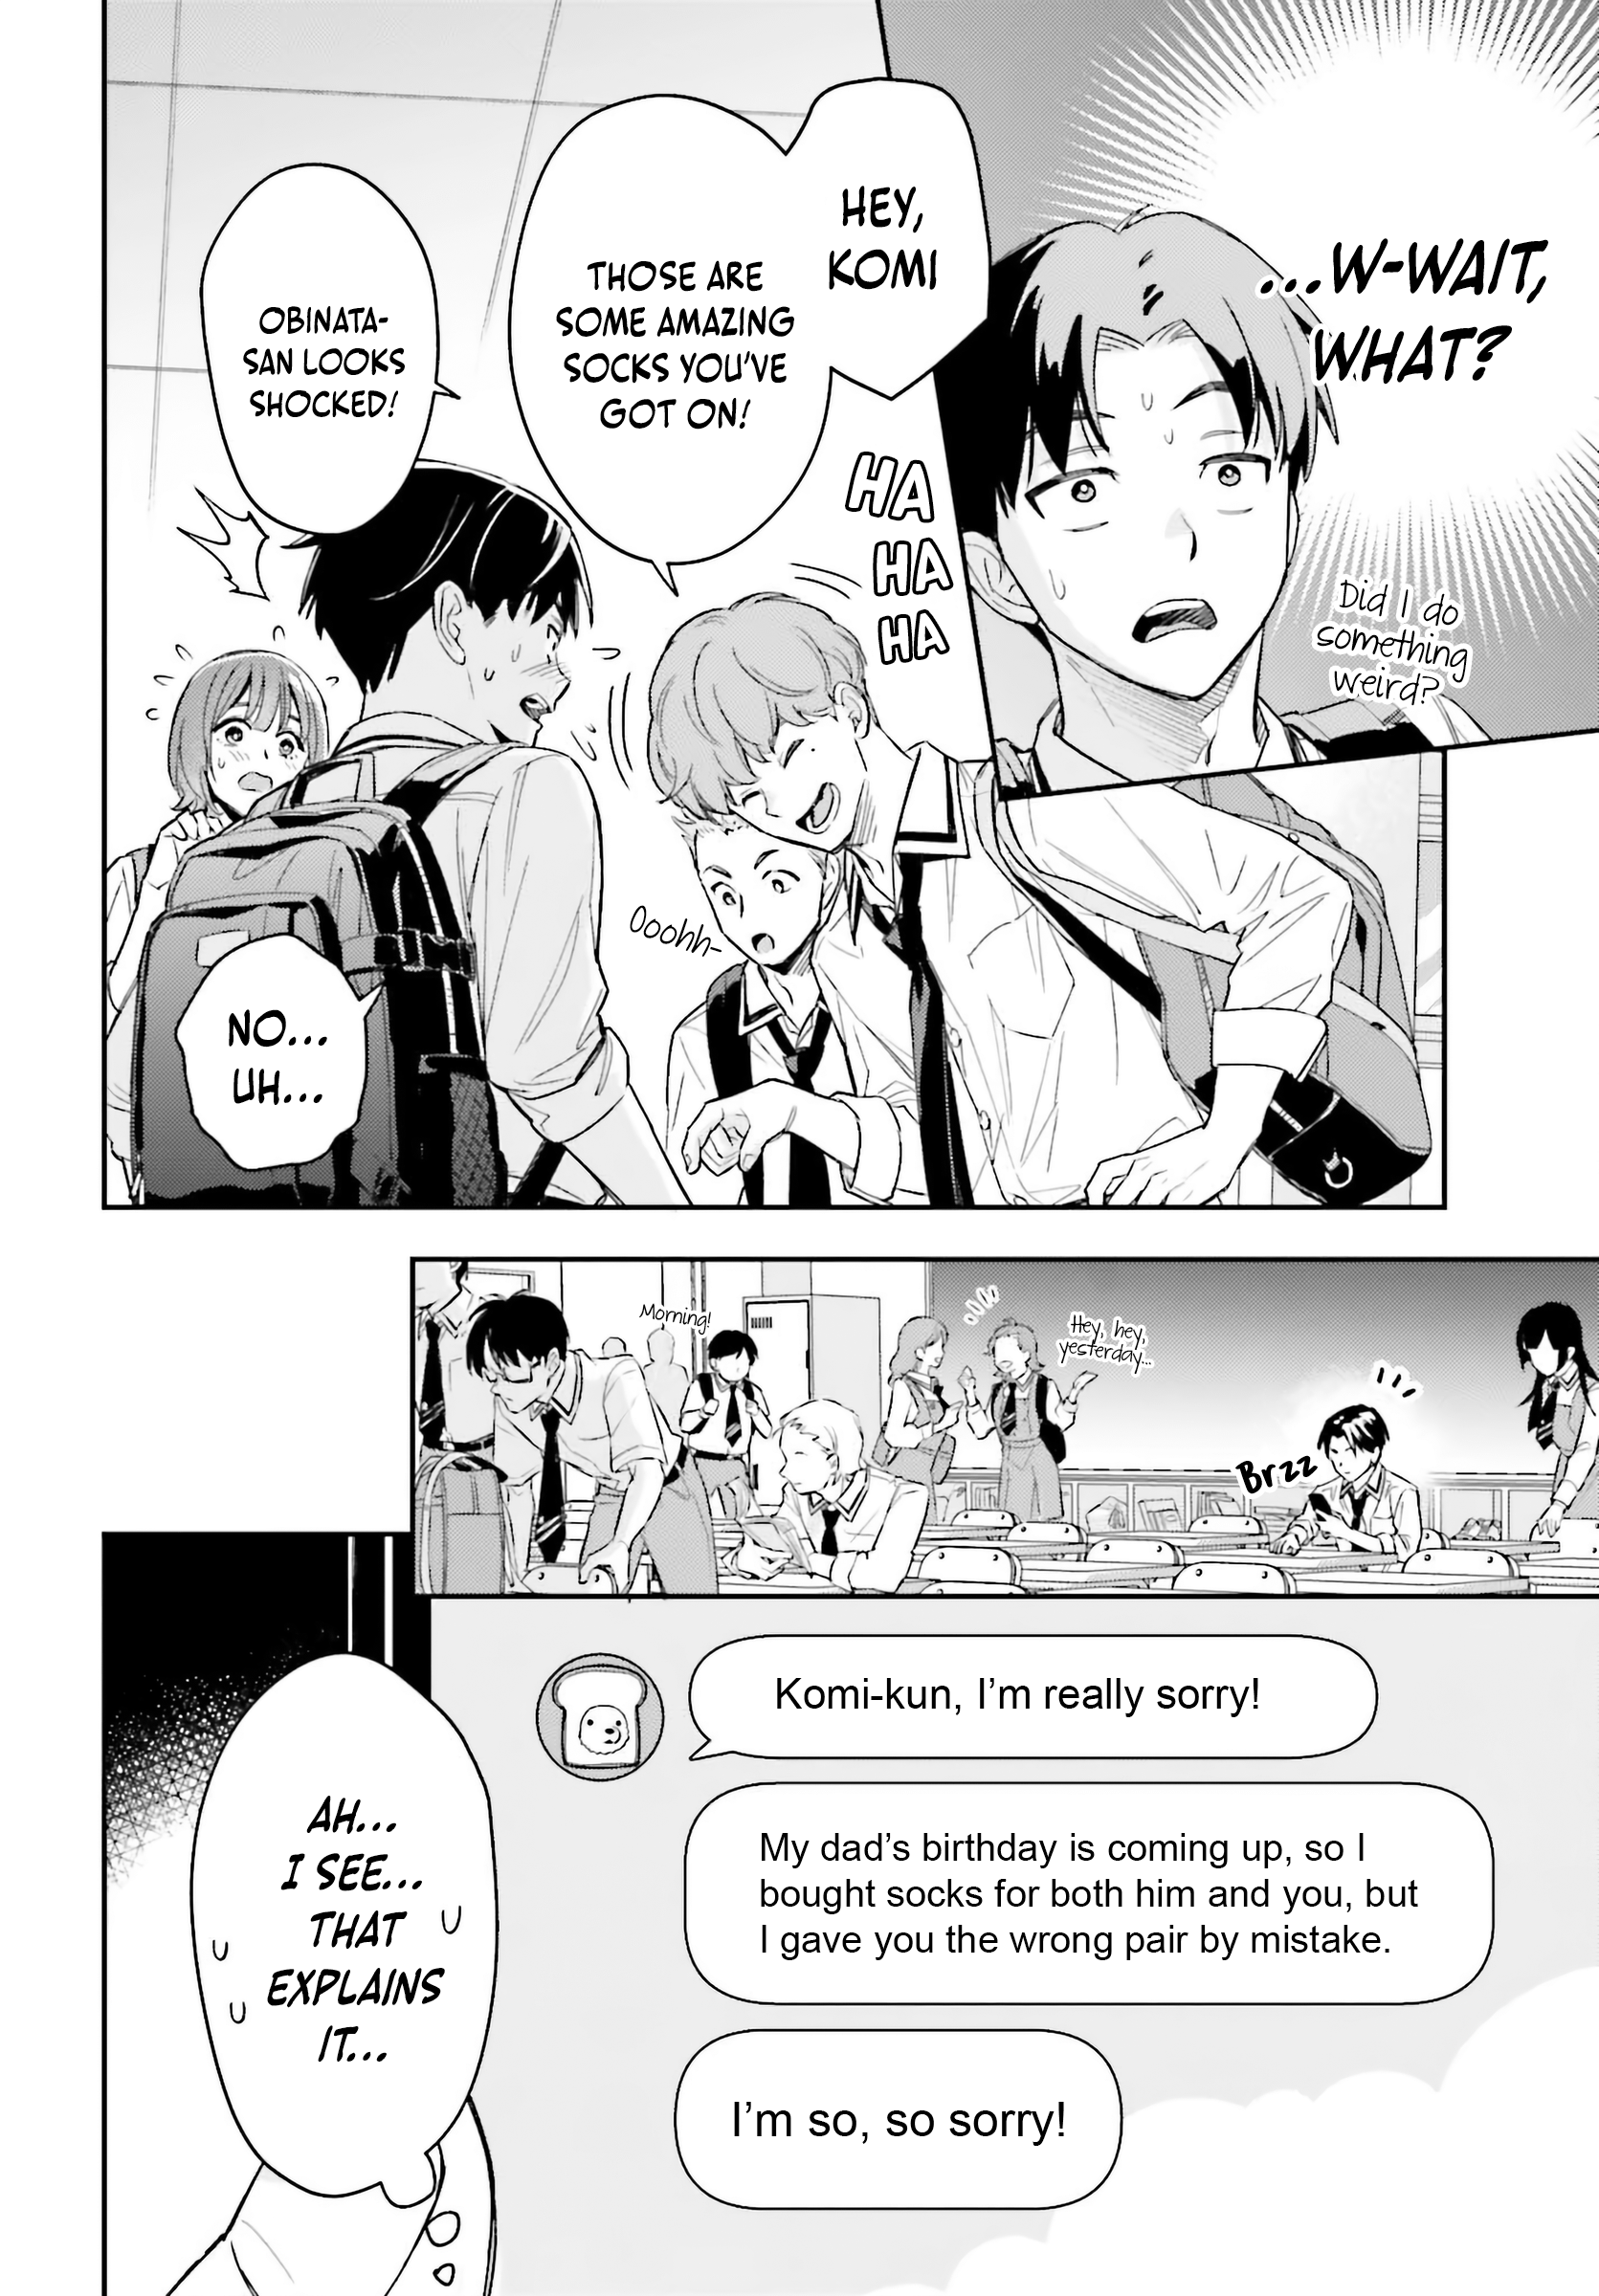 ...W-WAIT,
WHAT?
Did I do
something
weird?
HEY,
KOMI
THOSE ARE
SOME AMAZING
SOCKS YOU'VE
GOT ON!
HA
HA
HA
OBINATA-
SAN LOOKS
SHOCKED!
Ooohh-
NO...
UH...
Hey, hey,
yesterday...
Brzz
Morning!
Komi-kun, I'm really sorry!
My dad's birthday is coming up, so I
bought socks for both him and you, but
I gave you the wrong pair by mistake.
I'm so, so sorry!
AH...
I SEE...
THAT
EXPLAINS
IT...